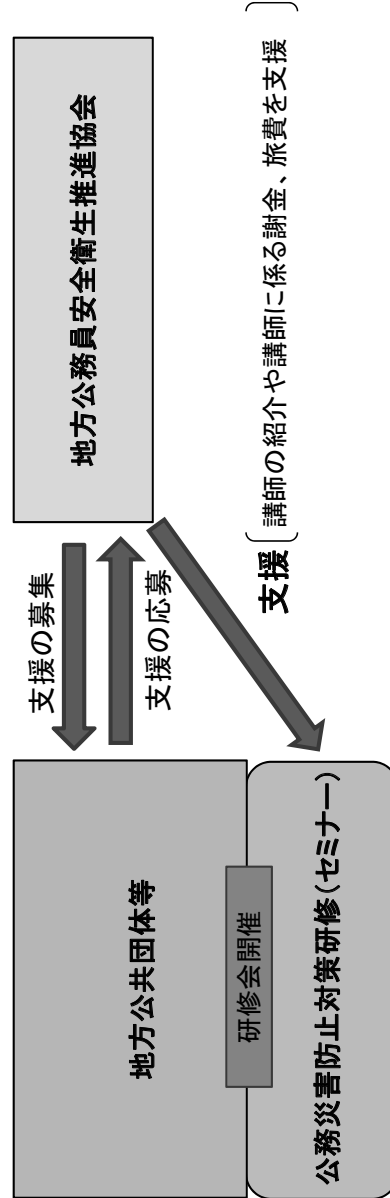 地方公共団体等
研修会開催
公務災害防止対策研修(セミナー)
支援の募集
支援の応募
地方公務員安全衛生推進協会
支援
講師の紹介や講師に係る謝金、旅費を支援